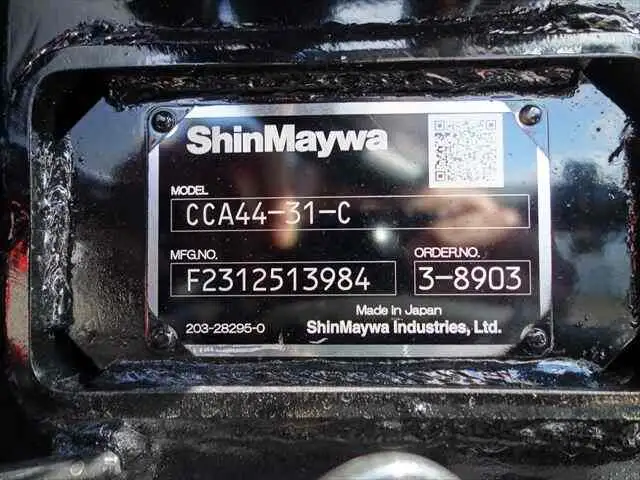 ShinMaywa
MODEL
CCA44-31-C
MFG.NO. ORDER.NO.
F2312513984 3-8903
Made in Japan
203-28295-0 ShinMaywa Industries, Ltd.